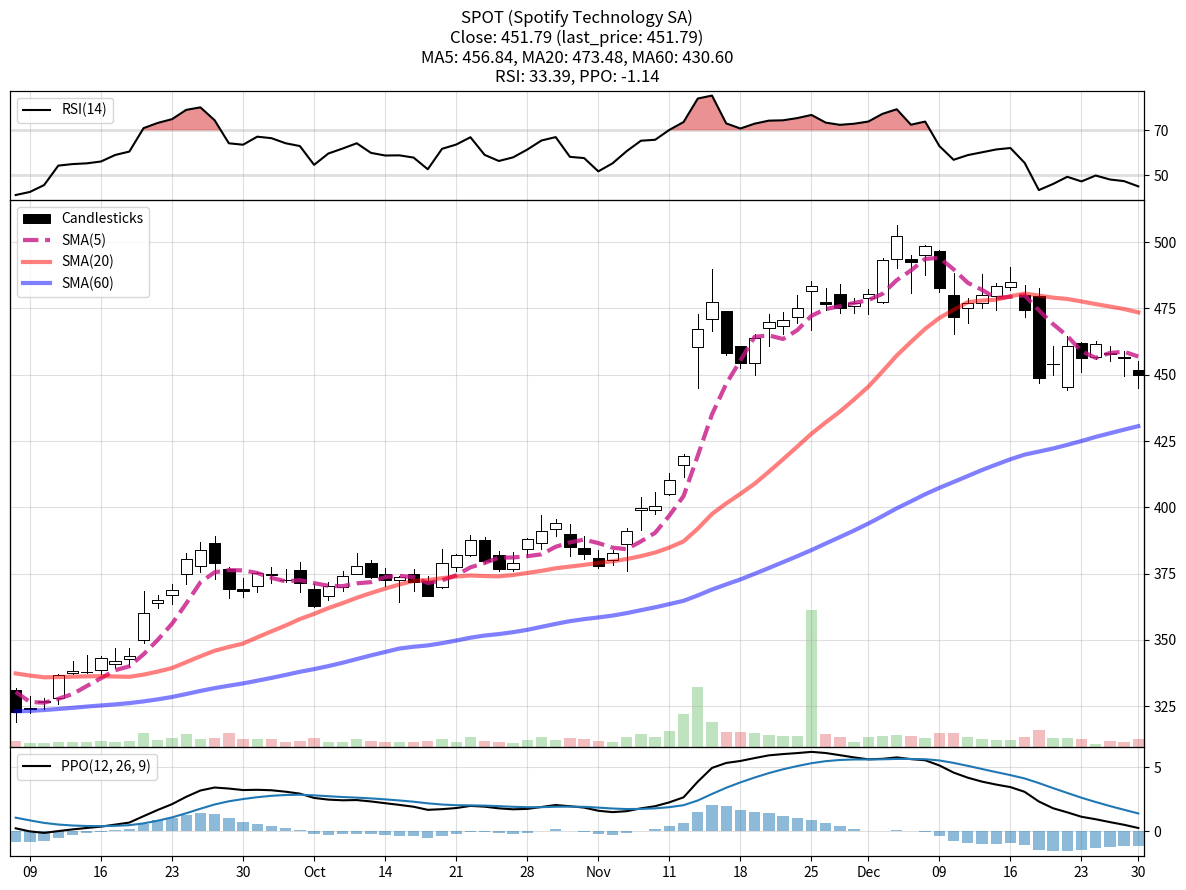 SPOT (Spotify Technology SA)
Close: 451.79 (last_price: 451.79)
MA5: 456.84, MA20: 473.48, MA60: 430.60
RSI: 33.39, PPO: -1.14
RSI(14)
70
50
Candlesticks
SMA(5)
SMA(20)
SMA(60)
500
475
450
425
400
375
350
325
PPO(12, 26, 9)
5
0
09 16 23 30 Oct 14 21 28 Nov 11 18 25 Dec 09 16 23 30